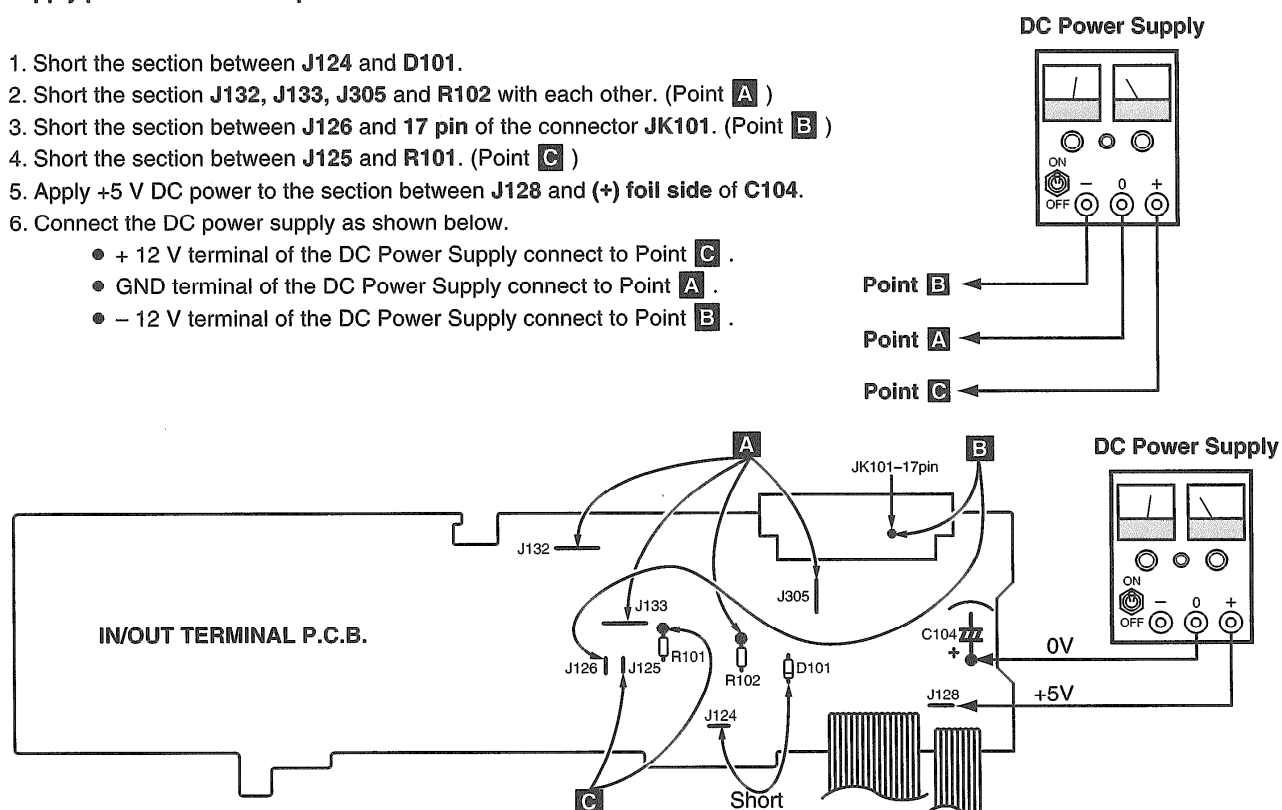 DC Power Supply
1. Short the section between J124 and D101.
2. Short the section J132, J133, J305 and R102 with each other. (Point A )
3. Short the section between J126 and 17 pin of the connector JK101. (Point B )
4. Short the section between J125 and R101. (Point C )
5. Apply +5 V DC power to the section between J128 and (+) foil side of C104.
6. Connect the DC power supply as shown below.
● + 12 V terminal of the DC Power Supply connect to Point C .
● GND terminal of the DC Power Supply connect to Point A .
● – 12 V terminal of the DC Power Supply connect to Point B .
ON
OFF
– 0 +
Point B
Point A
Point C
A
B
DC Power Supply
JK101–17pin
J132
J305
J133
IN/OUT TERMINAL P.C.B.
R101
J126
J125
R102
D101
C104
+
ON
OFF
– 0 +
0V
J128
+5V
J124
C
Short